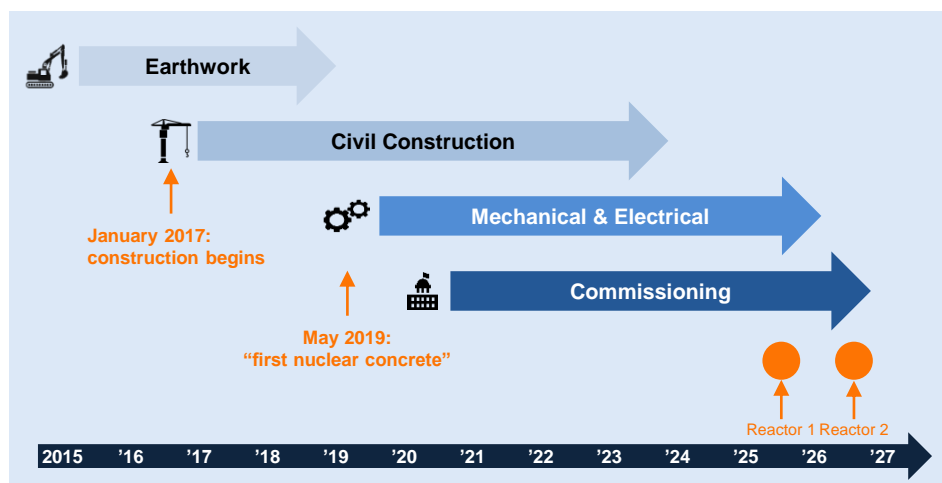 Earthwork
Civil Construction
Mechanical & Electrical
January 2017:
construction begins
Commissioning
May 2019:
“first nuclear concrete”
Reactor 1 Reactor 2
2015 ’16 ’17 ’18 ’19 ’20 ’21 ’22 ’23 ’24 ’25 ’26 ’27